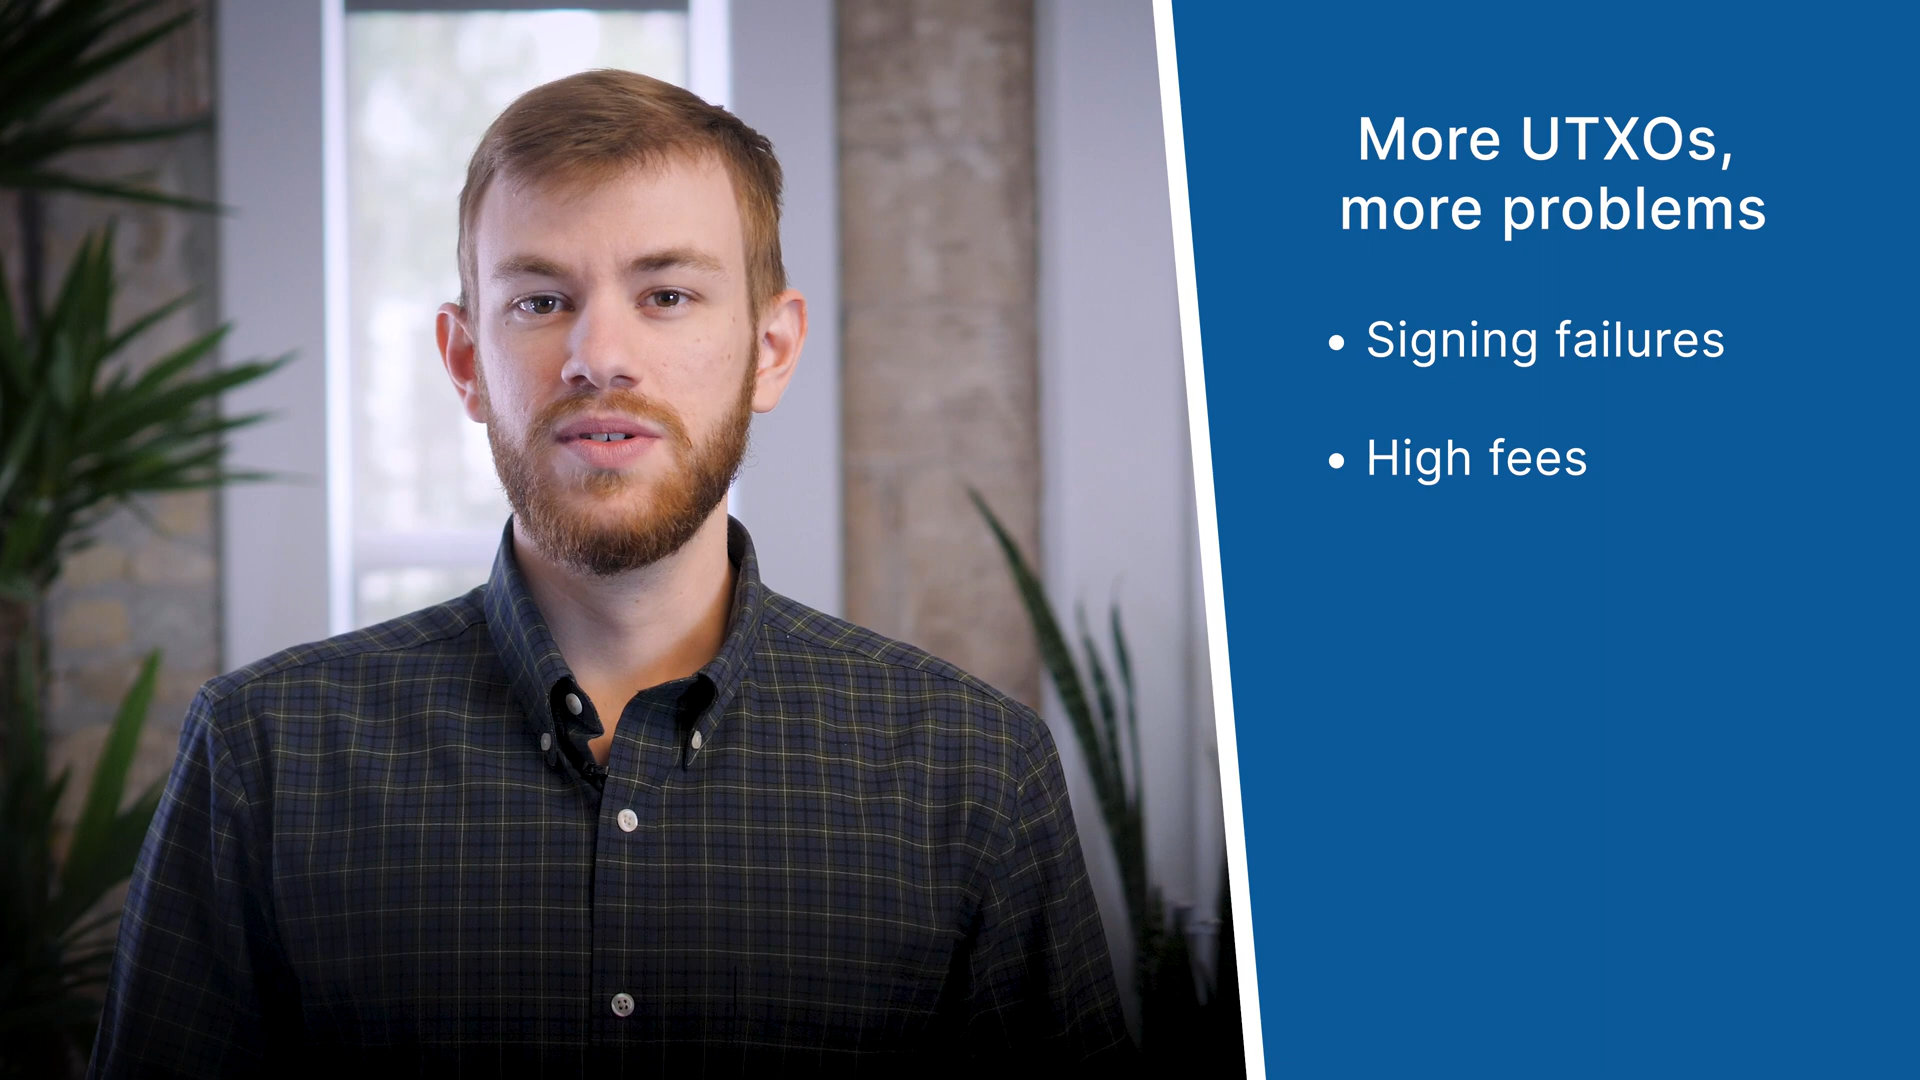 More UTXOs,
more problems
• Signing failures
• High fees